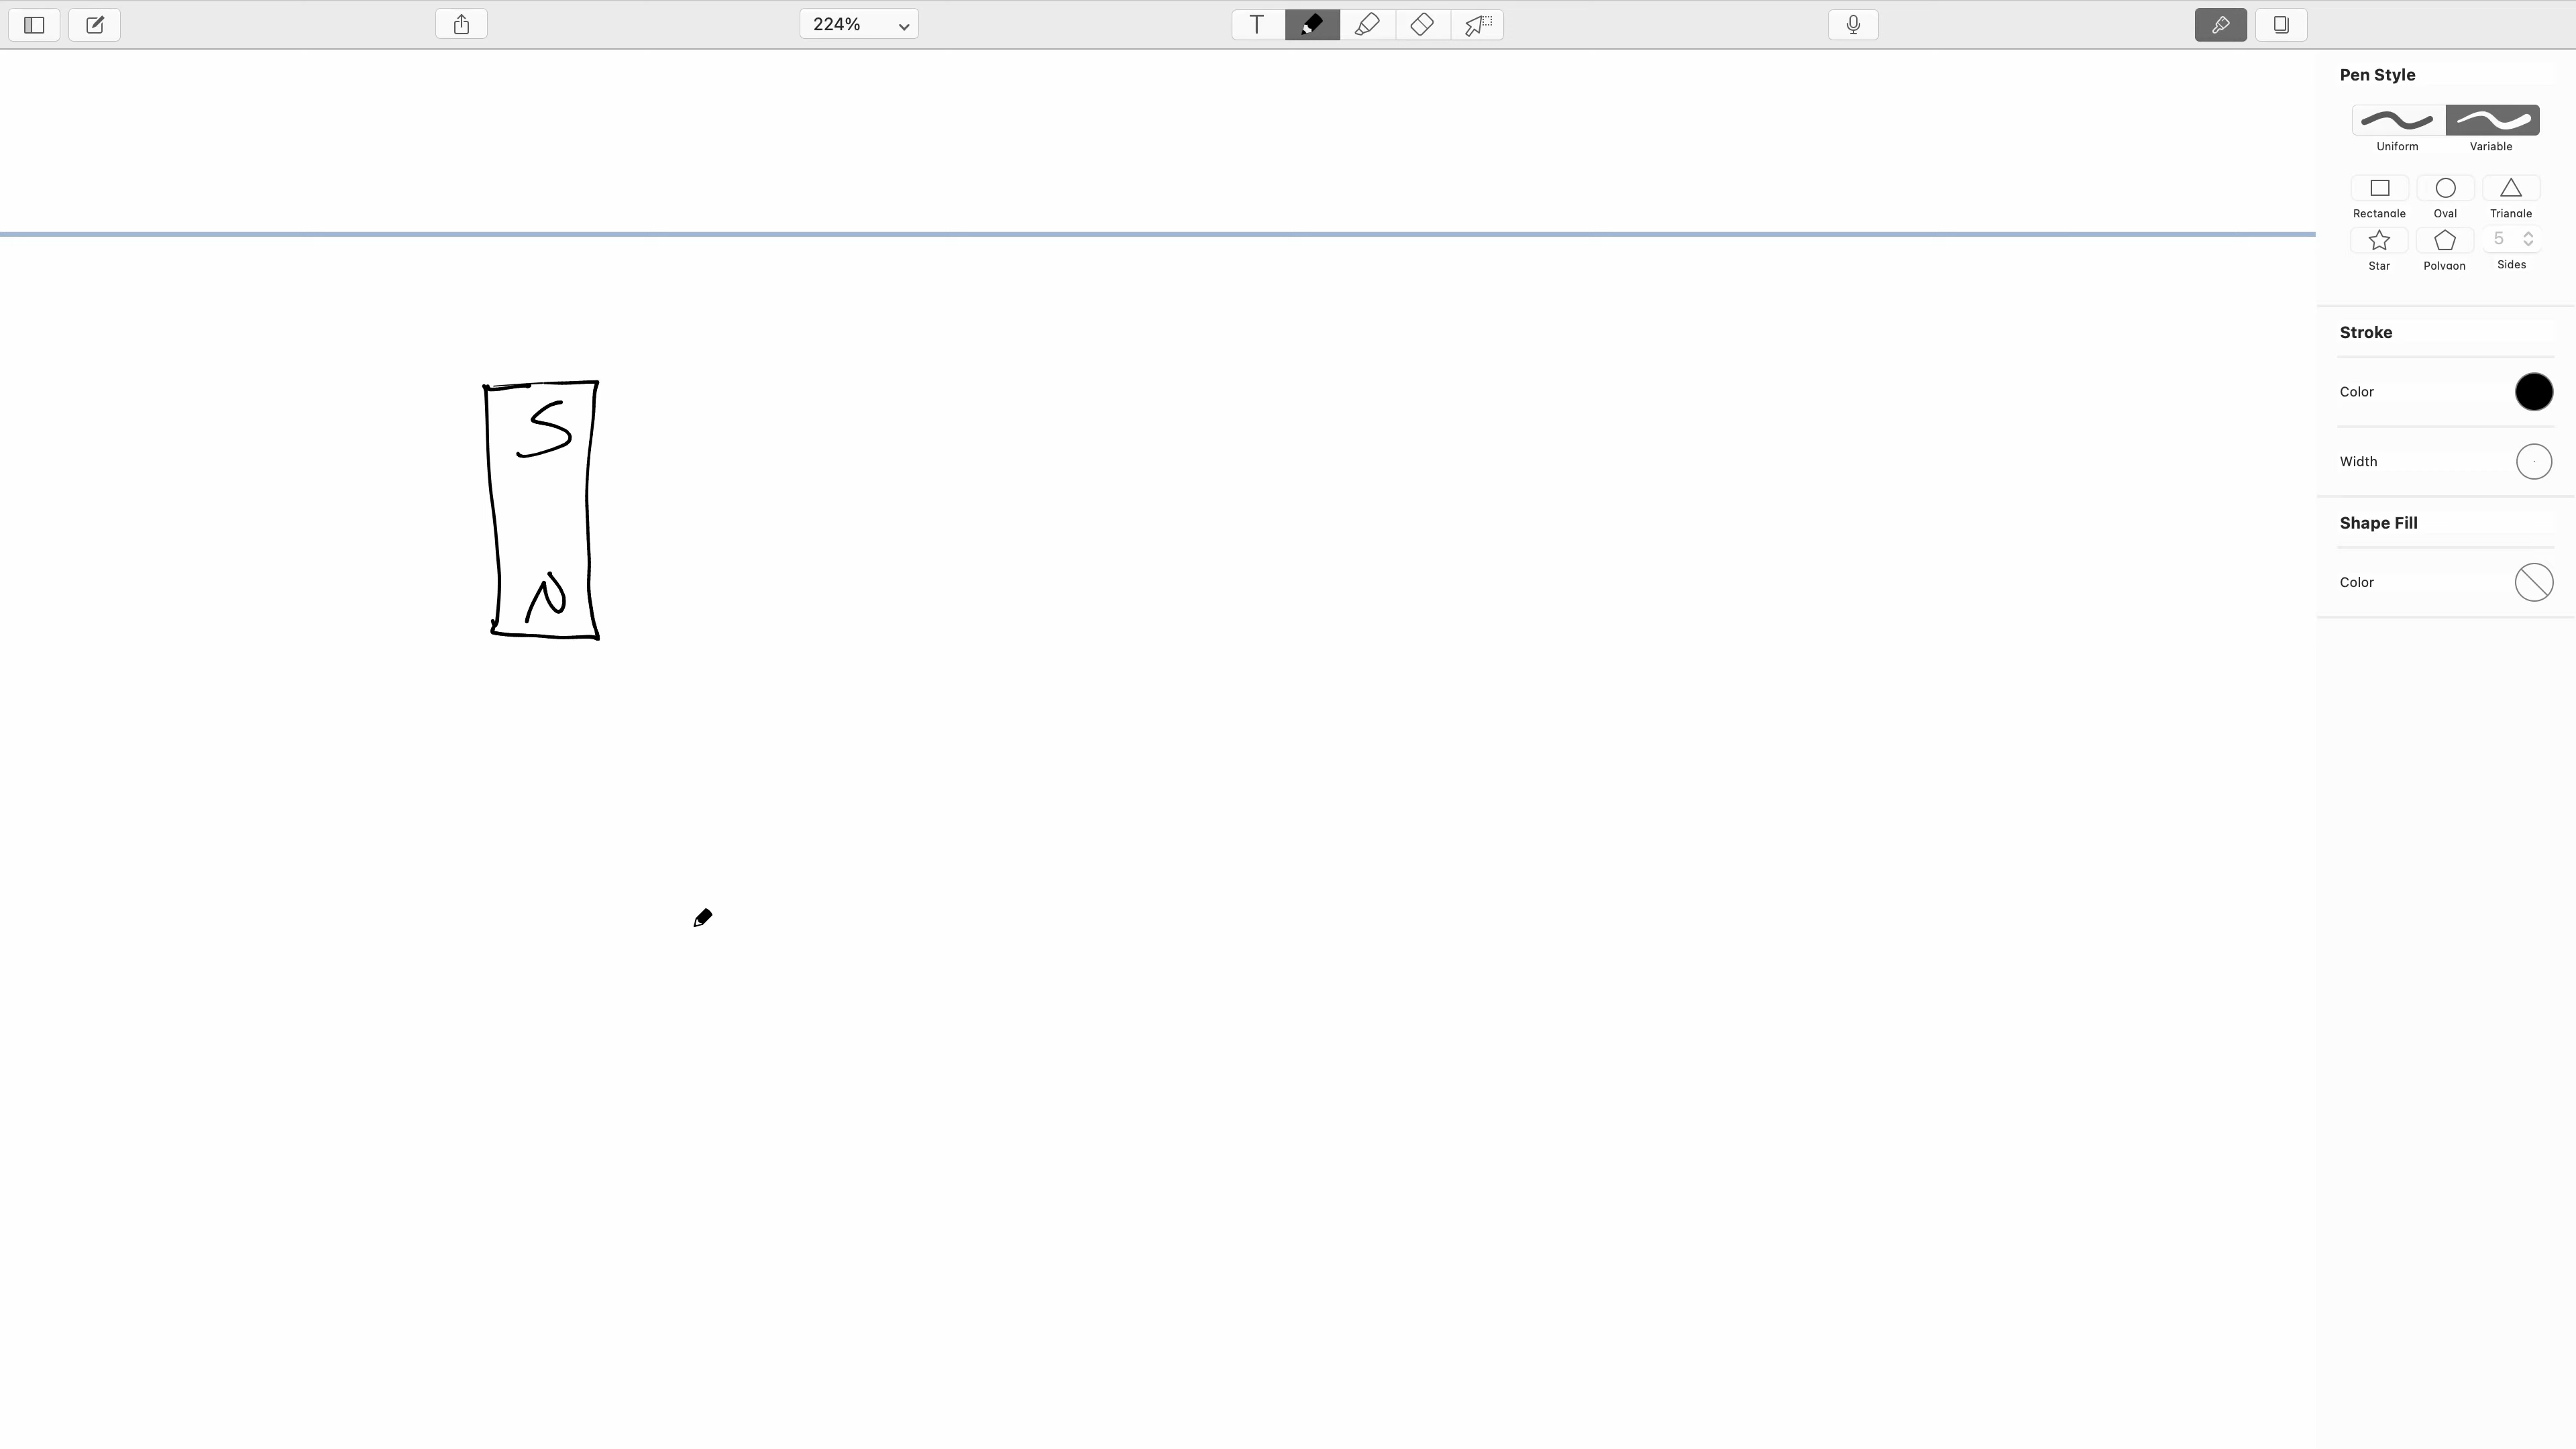 224%
T
Pen Style
Uniform Variable
Rectangle Oval Triangle
5
Star Polygon Sides
Stroke
Color
Width
Shape Fill
Color
S
N